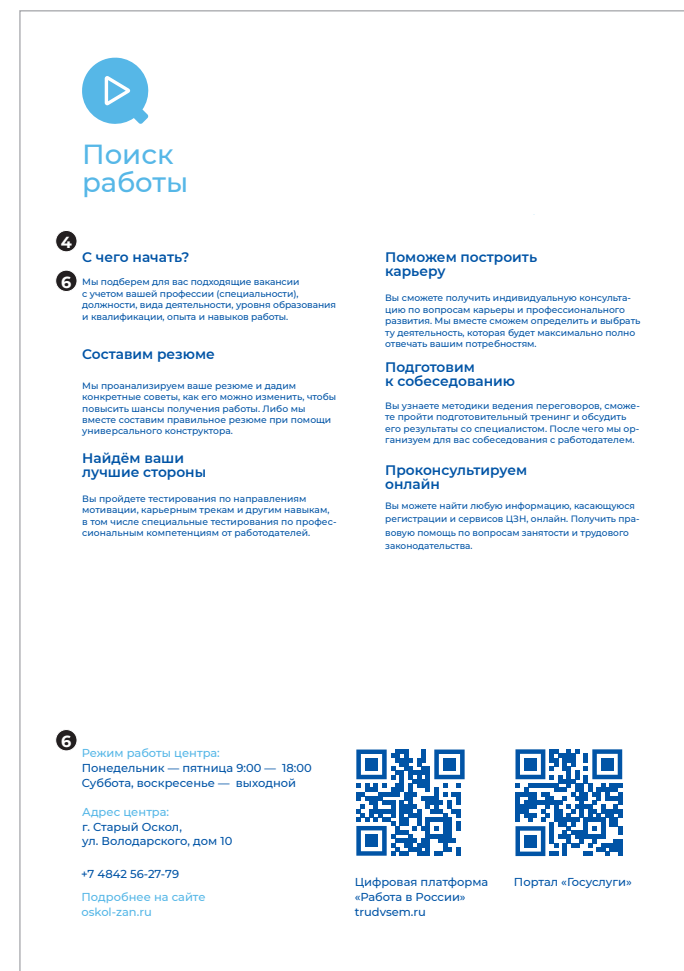 Поиск
работы
4
С чего начать?
6
Мы подберем для вас подходящие вакансии
с учетом вашей профессии (специальности),
должности, вида деятельности, уровня образования
и квалификации, опыта и навыков работы.
Составим резюме
Мы проанализируем ваше резюме и дадим
конкретные советы, как его можно изменить, чтобы
повысить шансы получения работы. Либо мы
вместе составим правильное резюме при помощи
универсального конструктора.
Найдём ваши
лучшие стороны
Вы пройдете тестирования по направлениям
мотивации, карьерным трекам и другим навыкам,
в том числе специальные тестирования по профес-
сиональным компетенциям от работодателей.
Поможем построить
карьеру
Вы сможете получить индивидуальную консульта-
цию по вопросам карьеры и профессионального
развития. Мы вместе сможем определить и выбрать
ту деятельность, которая будет максимально полно
отвечать вашим потребностям.
Подготовим
к собеседованию
Вы узнаете методики ведения переговоров, сможе-
те пройти подготовительный тренинг и обсудить
его результаты со специалистом. После чего мы ор-
ганизуем для вас собеседования с работодателем.
Проконсультируем
онлайн
Вы можете найти любую информацию, касающуюся
регистрации и сервисов ЦЗН, онлайн. Получить пра-
вовую помощь по вопросам занятости и трудового
законодательства.
6
Режим работы центра:
Понедельник — пятница 9:00 — 18:00
Суббота, воскресенье — выходной
Адрес центра:
г. Старый Оскол,
ул. Володарского, дом 10
+7 4842 56-27-79
Подробнее на сайте
oskol-zan.ru
Цифровая платформа
«Работа в России»
trudvsem.ru
Портал «Госуслуги»